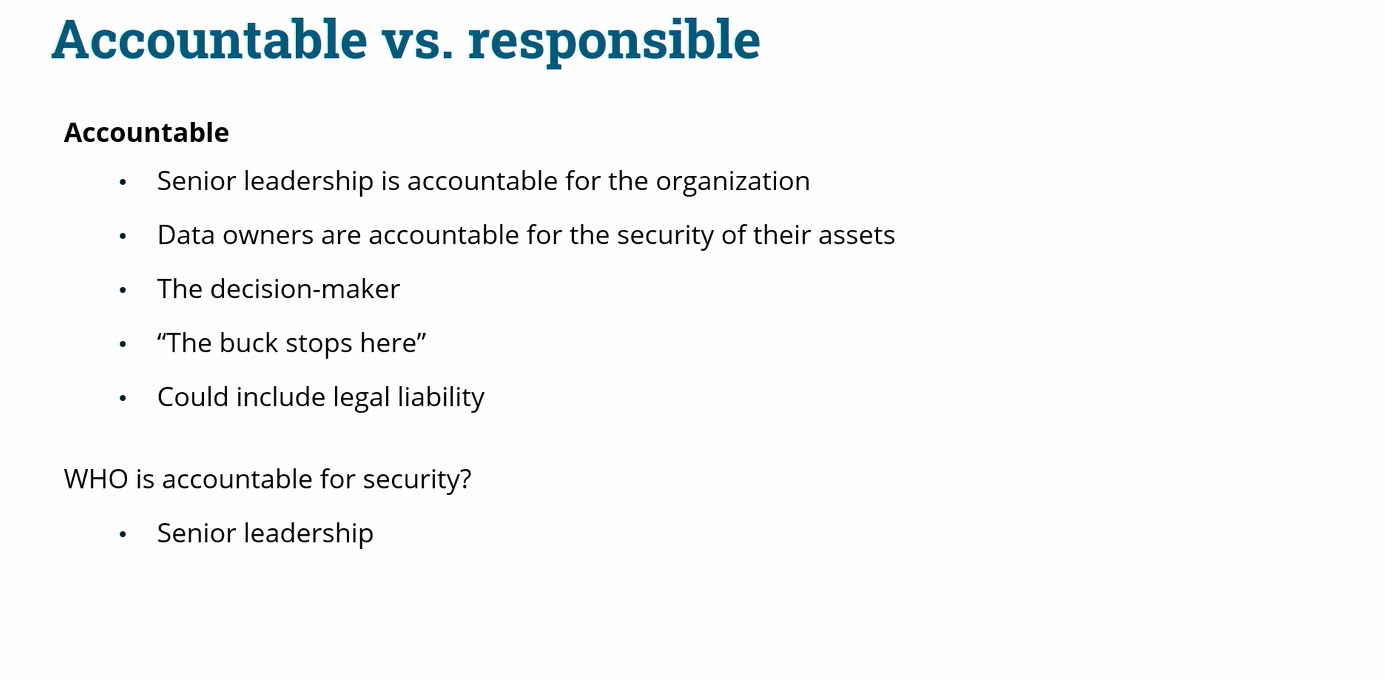 Accountable vs. responsible
Accountable
• Senior leadership is accountable for the organization
• Data owners are accountable for the security of their assets
• The decision-maker
• “The buck stops here”
• Could include legal liability
WHO is accountable for security?
• Senior leadership